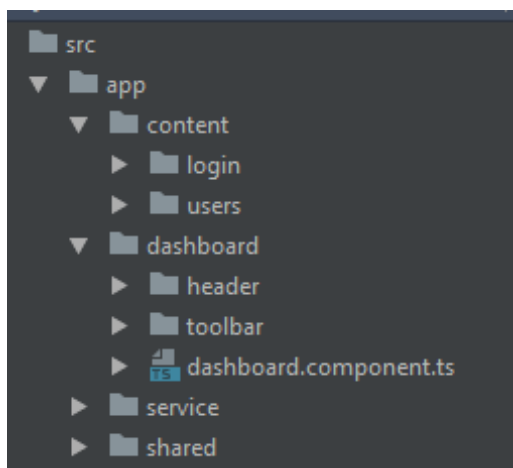 src
app
content
login
users
dashboard
header
toolbar
TS dashboard.component.ts
service
shared